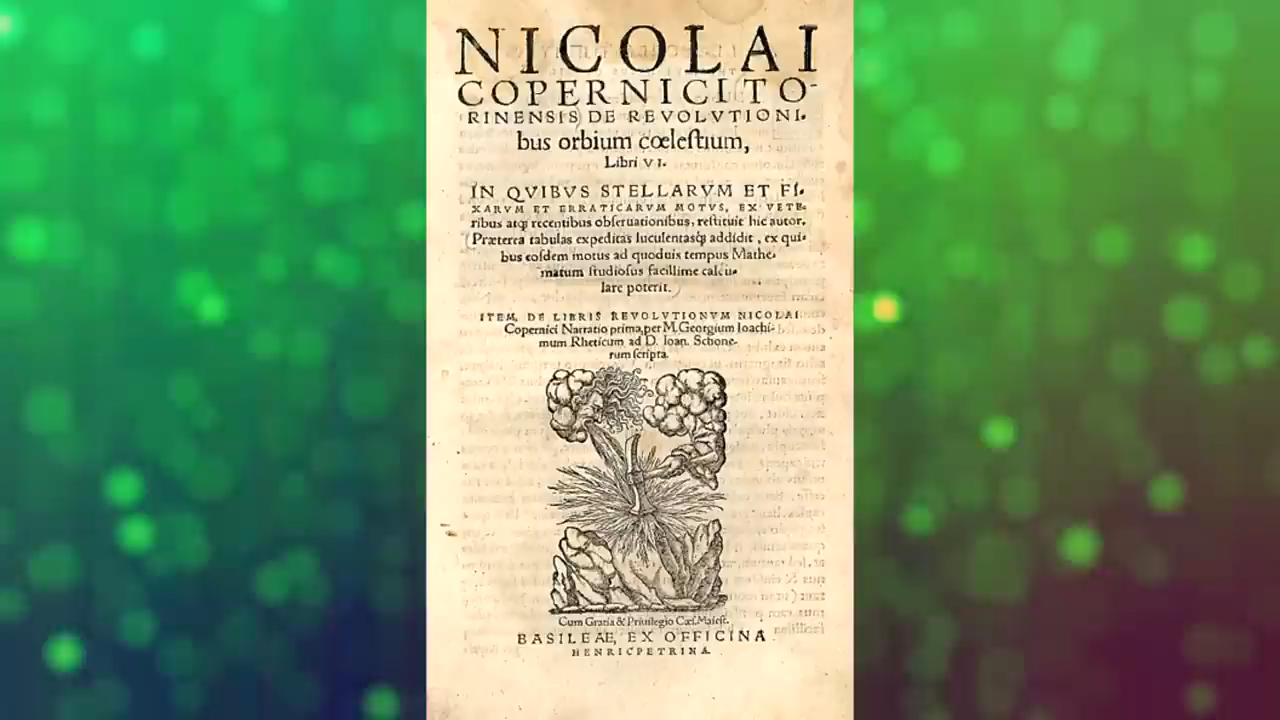 NICOLAI
COPERNICI TO-
RINENSIS DE REVOLVTIONI-
bus orbium cœlestium,
Libri VI.
IN QVIBVS STELLARVM ET FI-
XARVM ET ERRATICARVM MOTVS, EX VETE-
ribus atq; recentibus obseruationibus, restituit hic autor.
Præterea tabulas expeditas luculentasq; addidit, ex qui-
bus eosdem motus ad quoduis tempus Mathe-
matum studiosus facillime calcu-
lare poterit.
ITEM, DE LIBRIS REVOLVTIONVM NICOLAI
Copernici Narratio prima, per M. Georgium Ioachi-
mum Rheticum ad D. Ioan. Schone-
rum scripta.
Cum Gratia & Priuilegio Cæs. Maiest.
BASILEAE, EX OFFICINA
HENRICPETRINA.